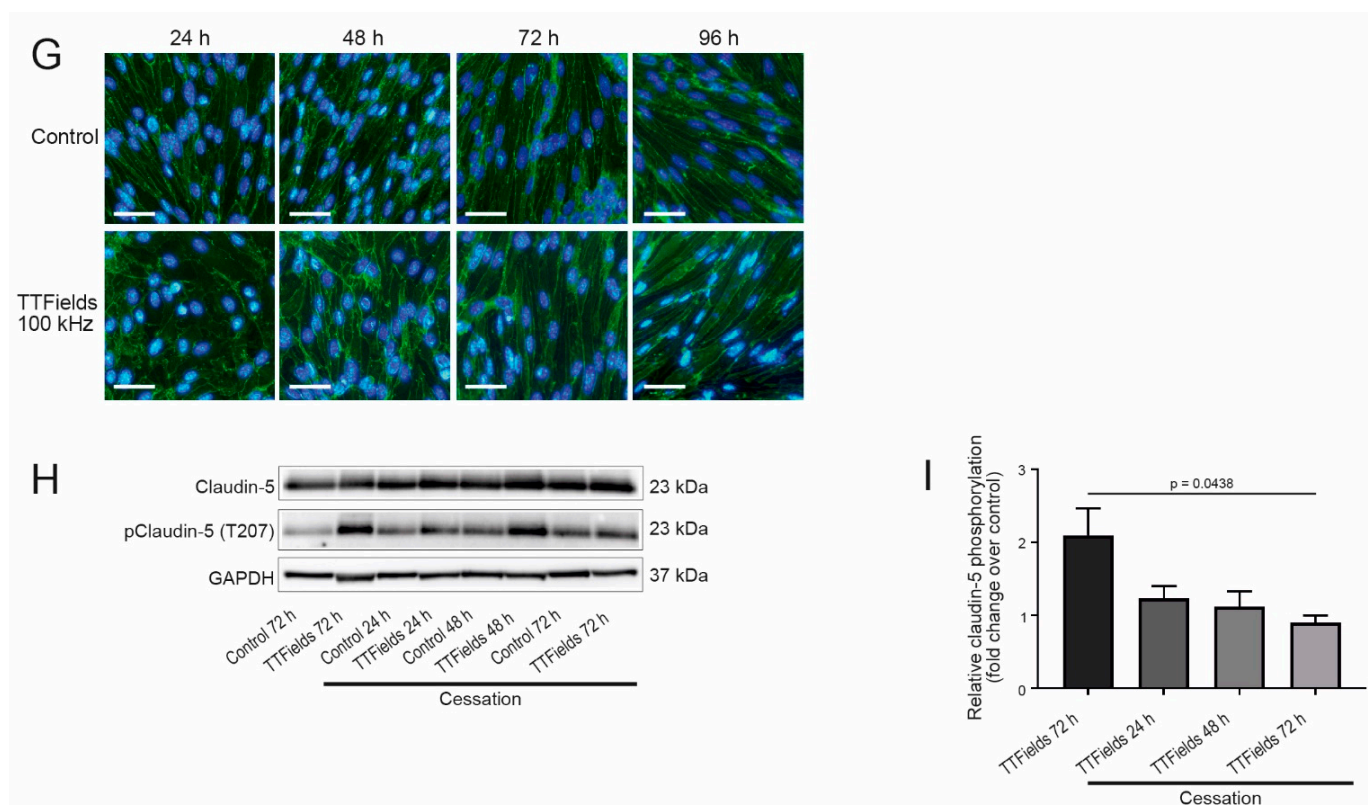 G
24 h 48 h 72 h 96 h
Control
TTFields
100 kHz
H
Claudin-5 23 kDa
pClaudin-5 (T207) 23 kDa
GAPDH 37 kDa
Control 72 h TTFields 72 h Control 24 h TTFields 24 h Control 48 h TTFields 48 h Control 72 h TTFields 72 h
Cessation
I
Relative claudin-5 phosphorylation
(fold change over control)
3
2
1
0
p = 0.0438
TTFields 72 h TTFields 24 h TTFields 48 h TTFields 72 h
Cessation